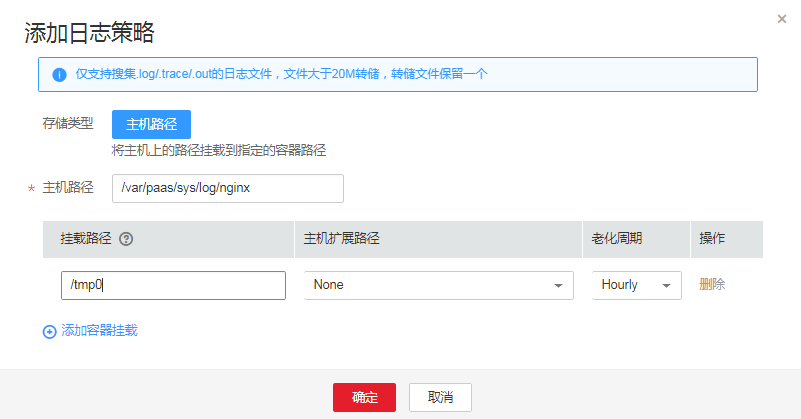 添加日志策略
×
仅支持搜集.log/.trace/.out的日志文件，文件大于20M转储，转储文件保留一个
存储类型 主机路径
将主机上的路径挂载到指定的容器路径
* 主机路径 /var/paas/sys/log/nginx
挂载路径 ? 主机扩展路径 老化周期 操作
/tmp0 None Hourly 删除
添加容器挂载
确定 取消